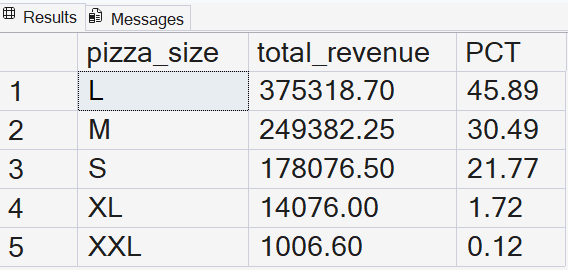 Results Messages
pizza_size total_revenue PCT
1 L 375318.70 45.89
2 M 249382.25 30.49
3 S 178076.50 21.77
4 XL 14076.00 1.72
5 XXL 1006.60 0.12